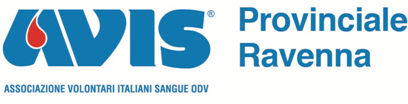 AVIS®
ASSOCIAZIONE VOLONTARI ITALIANI SANGUE ODV
Provinciale
Ravenna